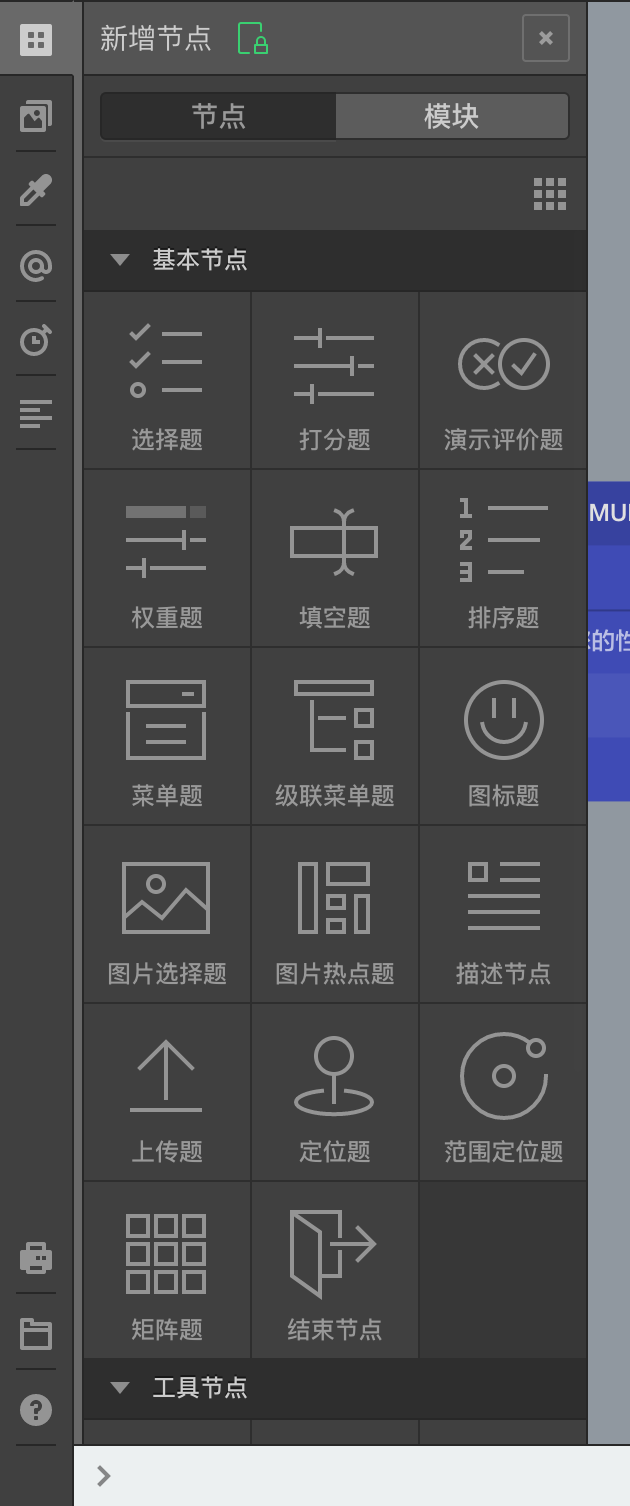 新增节点
节点 模块
基本节点
选择题 打分题 演示评价题
1
2
3
权重题 填空题 排序题
MUL
的性
菜单题 级联菜单题 图标题
图片选择题 图片热点题 描述节点
上传题 定位题 范围定位题
矩阵题 结束节点
工具节点